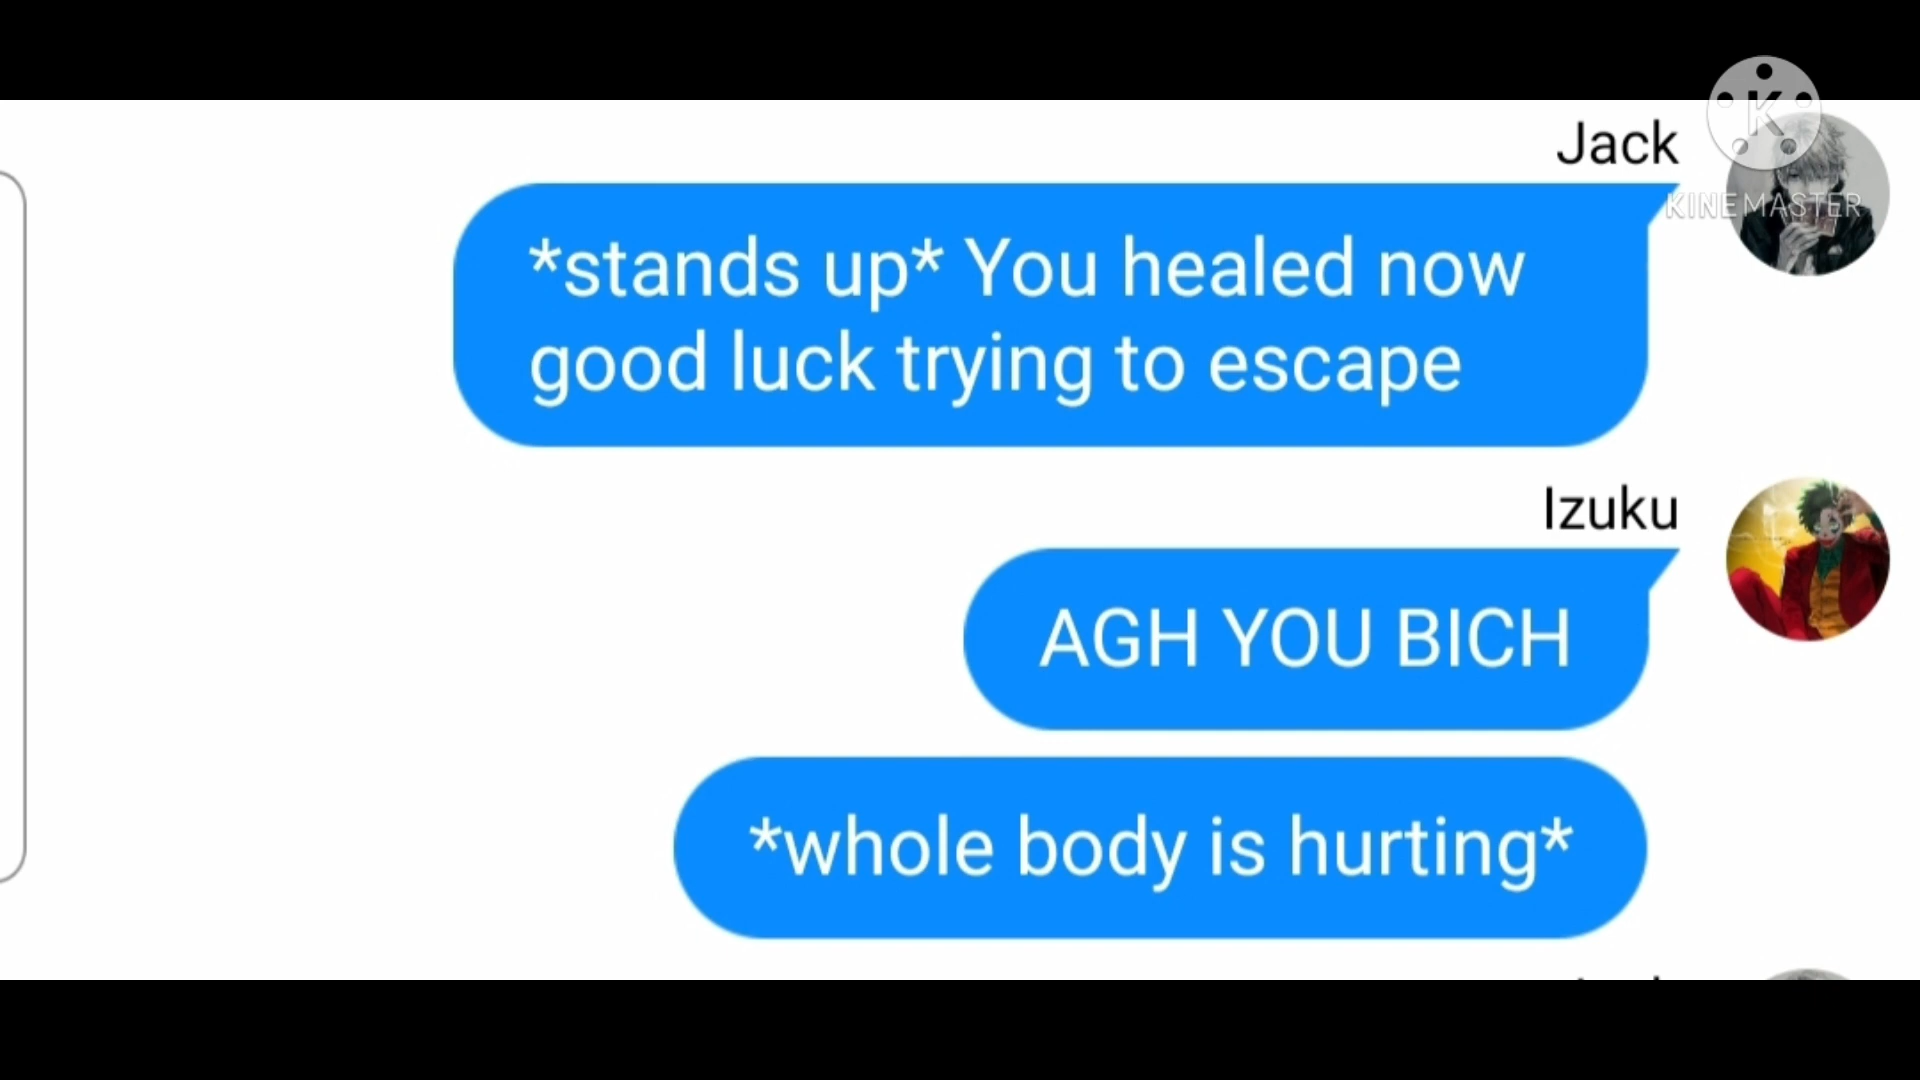 K
KINEMASTER
Jack
*stands up* You healed now
good luck trying to escape
Izuku
AGH YOU BICH
*whole body is hurting*